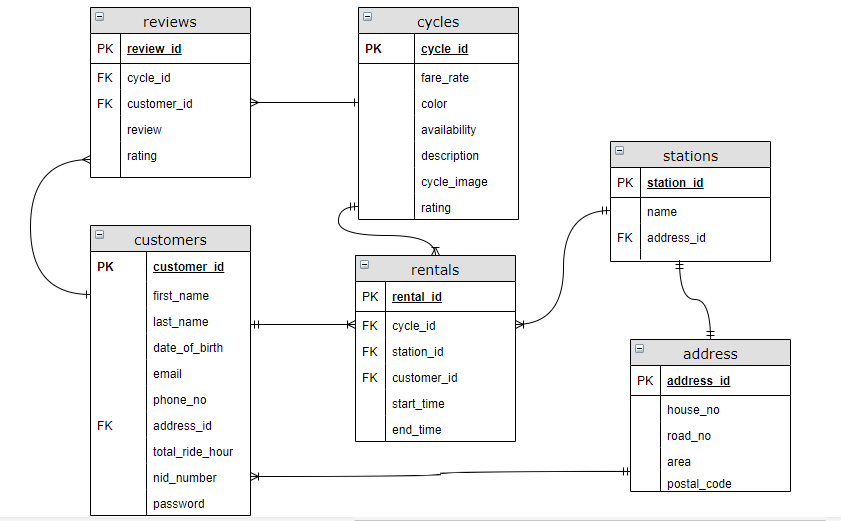 reviews
PK review_id
FK cycle_id
FK customer_id
review
rating
cycles
PK cycle_id
fare_rate
color
availability
description
cycle_image
rating
stations
PK station_id
name
FK address_id
customers
PK customer_id
first_name
last_name
date_of_birth
email
phone_no
FK address_id
total_ride_hour
nid_number
password
rentals
PK rental_id
FK cycle_id
FK station_id
FK customer_id
start_time
end_time
address
PK address_id
house_no
road_no
area
postal_code